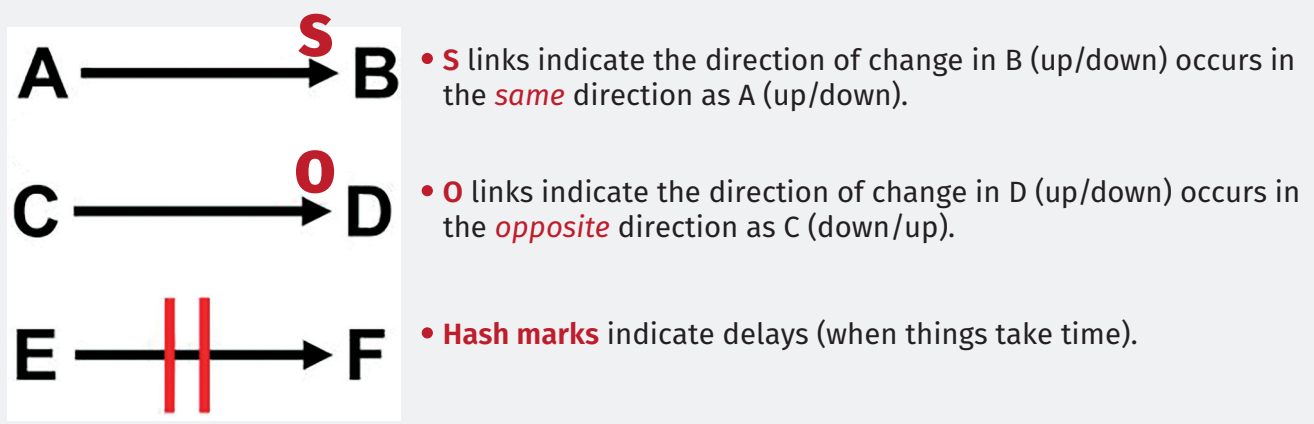 S
A B
• S links indicate the direction of change in B (up/down) occurs in
the same direction as A (up/down).
O
C D
• O links indicate the direction of change in D (up/down) occurs in
the opposite direction as C (down/up).
E F
• Hash marks indicate delays (when things take time).